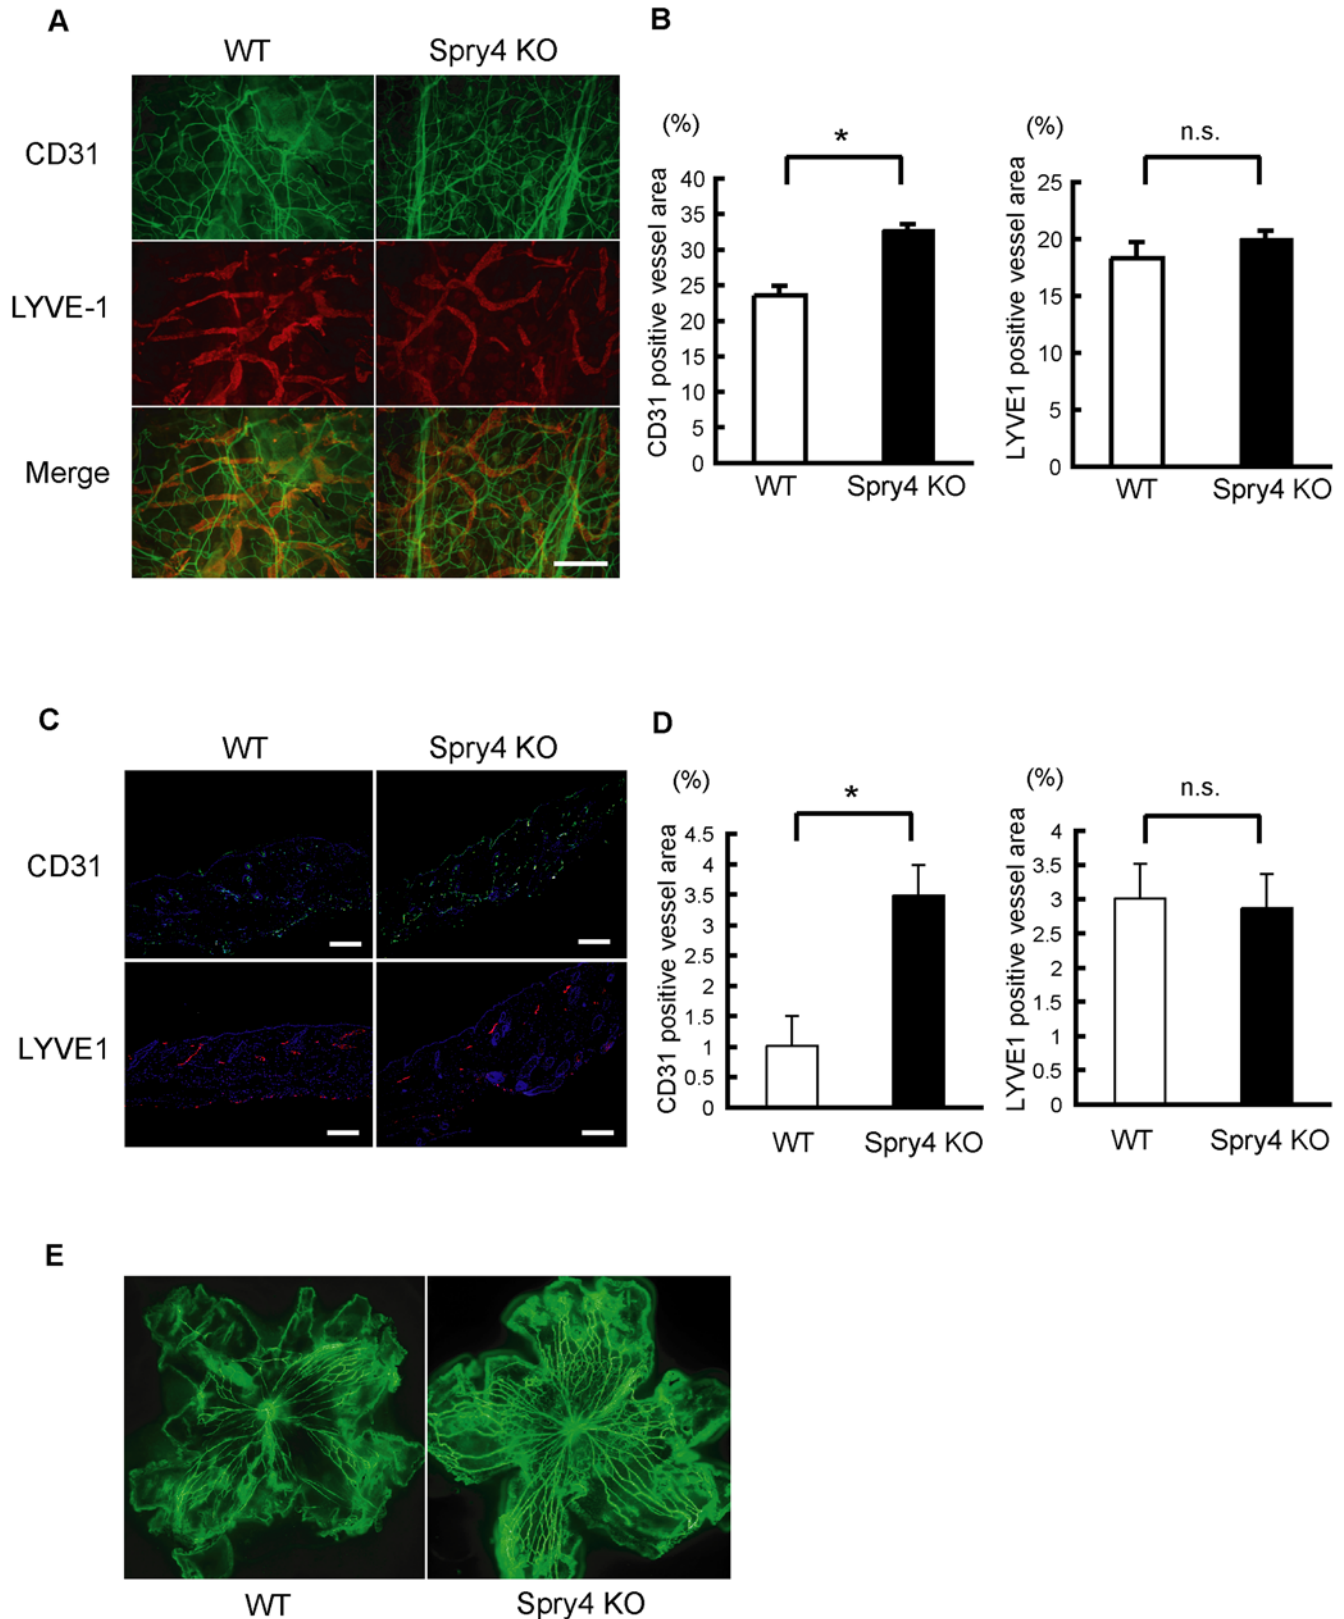 A
WT
Spry4 KO
CD31
LYVE-1
Merge
B
(%)
*
CD31 positive vessel area
40
35
30
25
20
15
10
5
0
WT
Spry4 KO
(%)
n.s.
LYVE1 positive vessel area
25
20
15
10
5
0
WT
Spry4 KO
C
WT
Spry4 KO
CD31
LYVE1
D
(%)
*
CD31 positive vessel area
4.5
4
3.5
3
2.5
2
1.5
1
0.5
0
WT
Spry4 KO
(%)
n.s.
LYVE1 positive vessel area
4
3.5
3
2.5
2
1.5
1
0.5
0
WT
Spry4 KO
E
WT
Spry4 KO